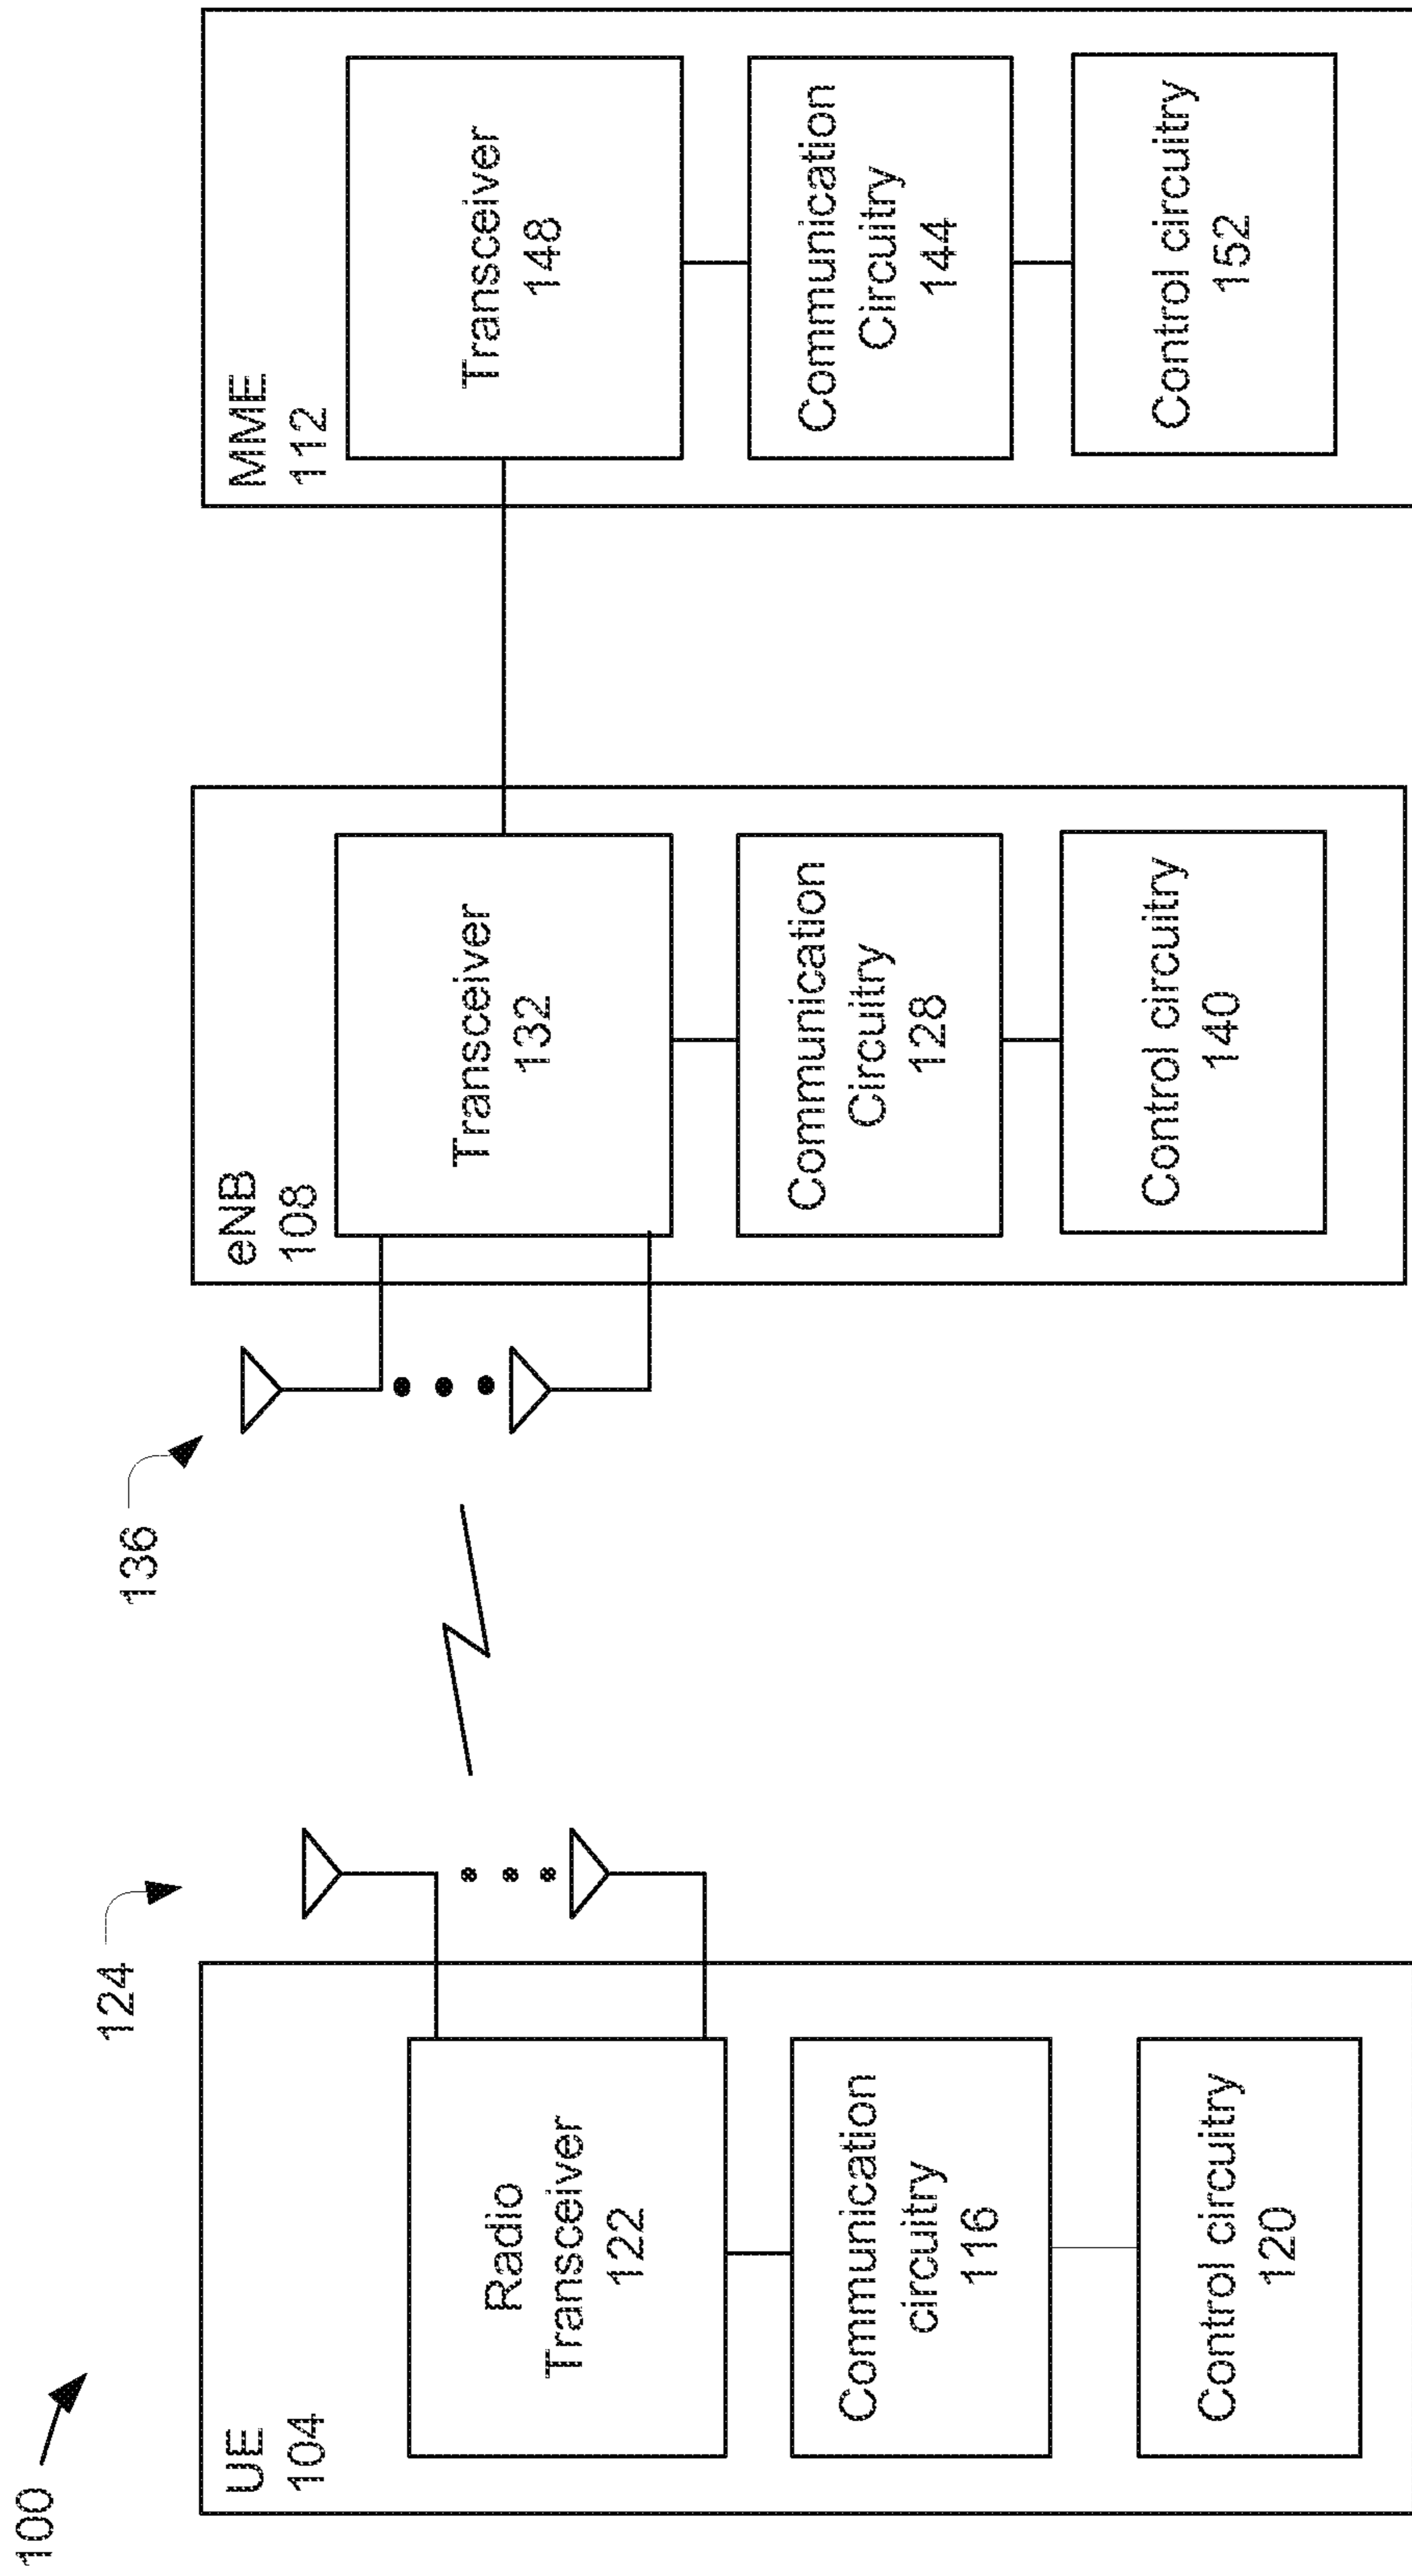 100
UE
104
Radio
Transceiver
122
Communication
circuitry
116
Control circuitry
120
124
136
eNB
108
Transceiver
132
Communication
Circuitry
128
Control circuitry
140
MME
112
Transceiver
148
Communication
Circuitry
144
Control circuitry
152